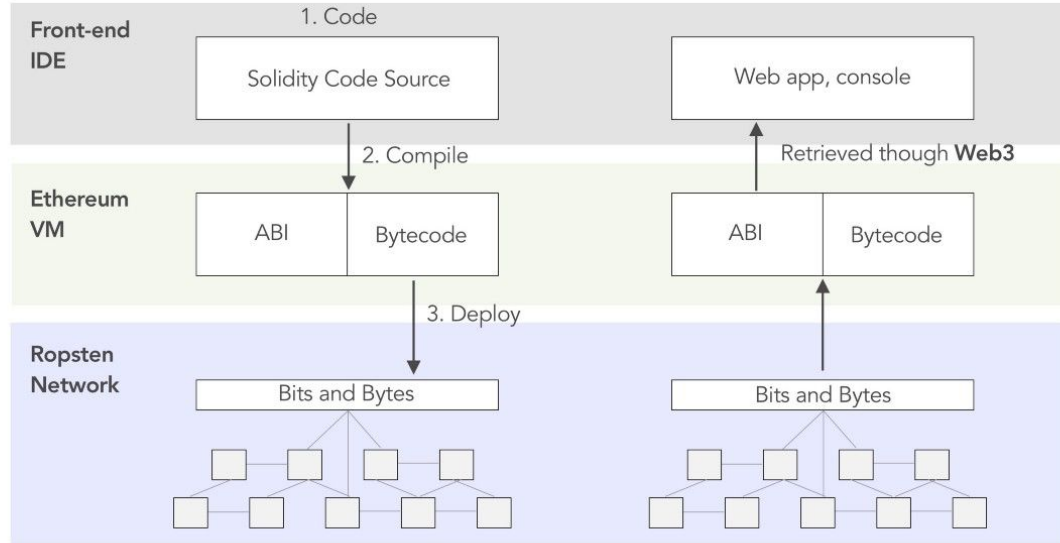 Front-end
IDE
1. Code
Solidity Code Source
Web app, console
2. Compile
Retrieved though Web3
Ethereum
VM
ABI
Bytecode
ABI
Bytecode
3. Deploy
Ropsten
Network
Bits and Bytes
Bits and Bytes